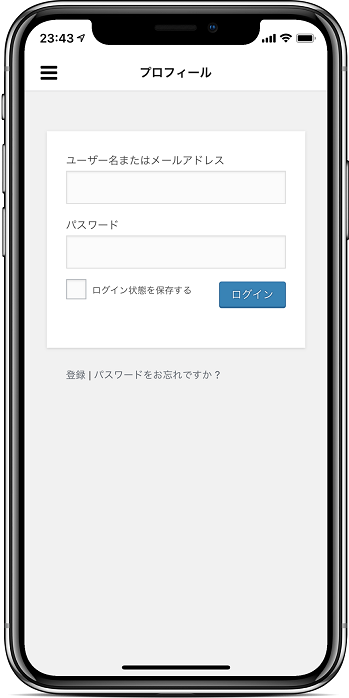 23:43
プロフィール
ユーザー名またはメールアドレス
パスワード
ログイン状態を保存する
ログイン
登録 | パスワードをお忘れですか ?